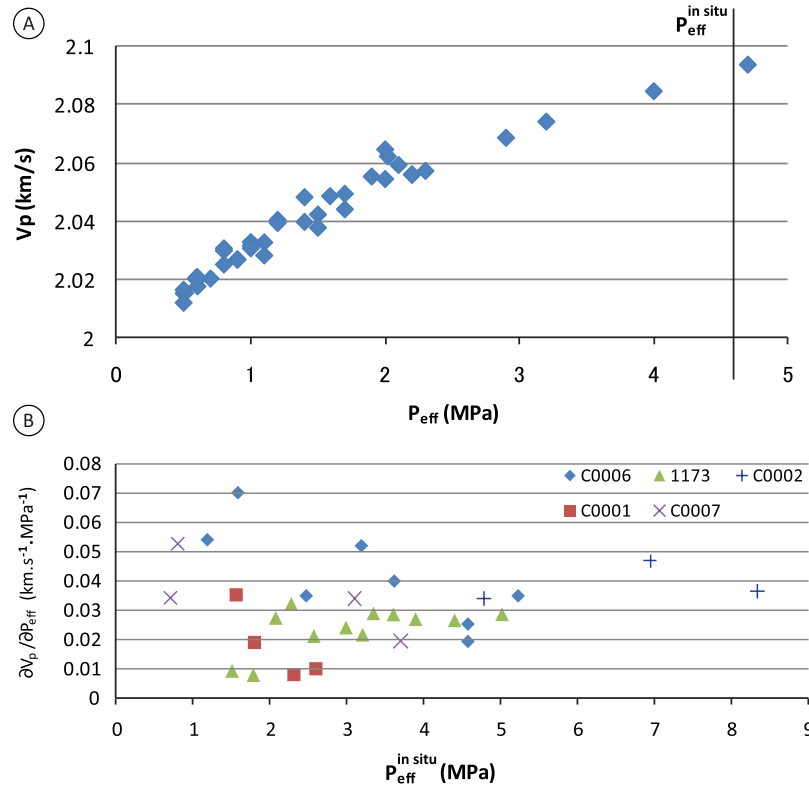 A
P_eff^in situ
2.1
2.08
2.06
2.04
2.02
2
Vp (km/s)
0 1 2 3 4 5
P_eff (MPa)
B
0.08
0.07
0.06
0.05
0.04
0.03
0.02
0.01
0
∂V_p /∂P_eff (km.s⁻¹.MPa⁻¹)
C0006 1173 C0002
C0001 C0007
0 1 2 3 4 5 6 7 8 9
P_eff^in situ (MPa)